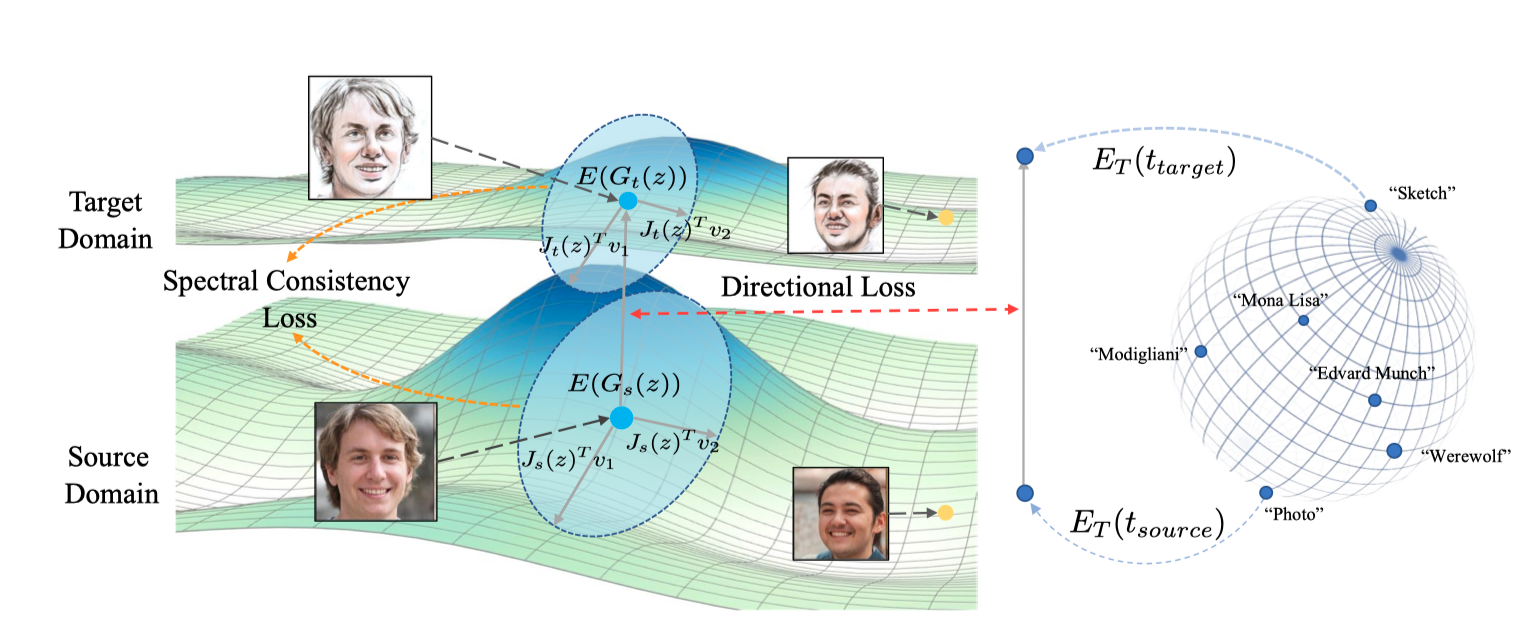 Target
Domain
E(G_t(z))
J_t(z)^T v_1
J_t(z)^T v_2
Spectral Consistency
Loss
Directional Loss
E(G_s(z))
J_s(z)^T v_1
J_s(z)^T v_2
Source
Domain
E_T(t_{target})
“Sketch”
“Mona Lisa”
“Modigliani”
“Edvard Munch”
“Werewolf”
“Photo”
E_T(t_{source})